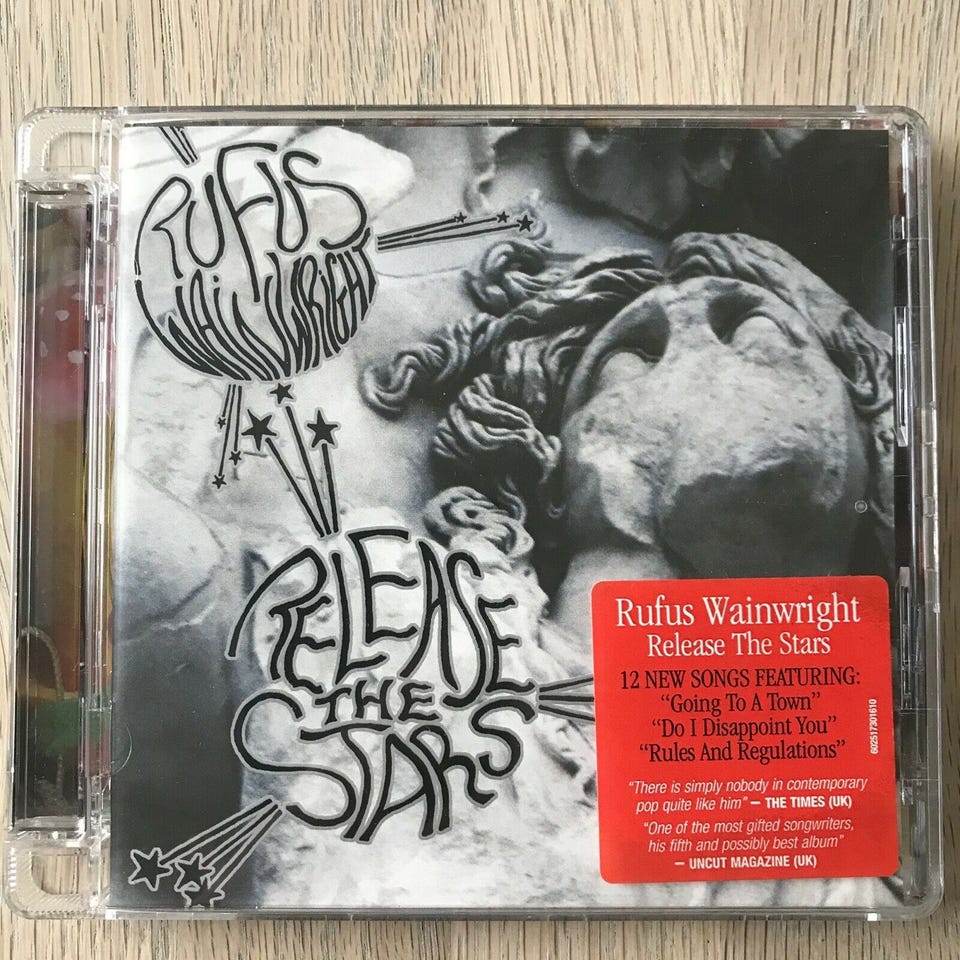 RUFUS
WAINWRIGHT
RELEASE
THE
STARS
Rufus Wainwright
Release The Stars
12 NEW SONGS FEATURING:
“Going To A Town”
“Do I Disappoint You”
“Rules And Regulations”
“There is simply nobody in contemporary
pop quite like him” – THE TIMES (UK)
“One of the most gifted songwriters,
his fifth and possibly best album”
– UNCUT MAGAZINE (UK)
602517301610